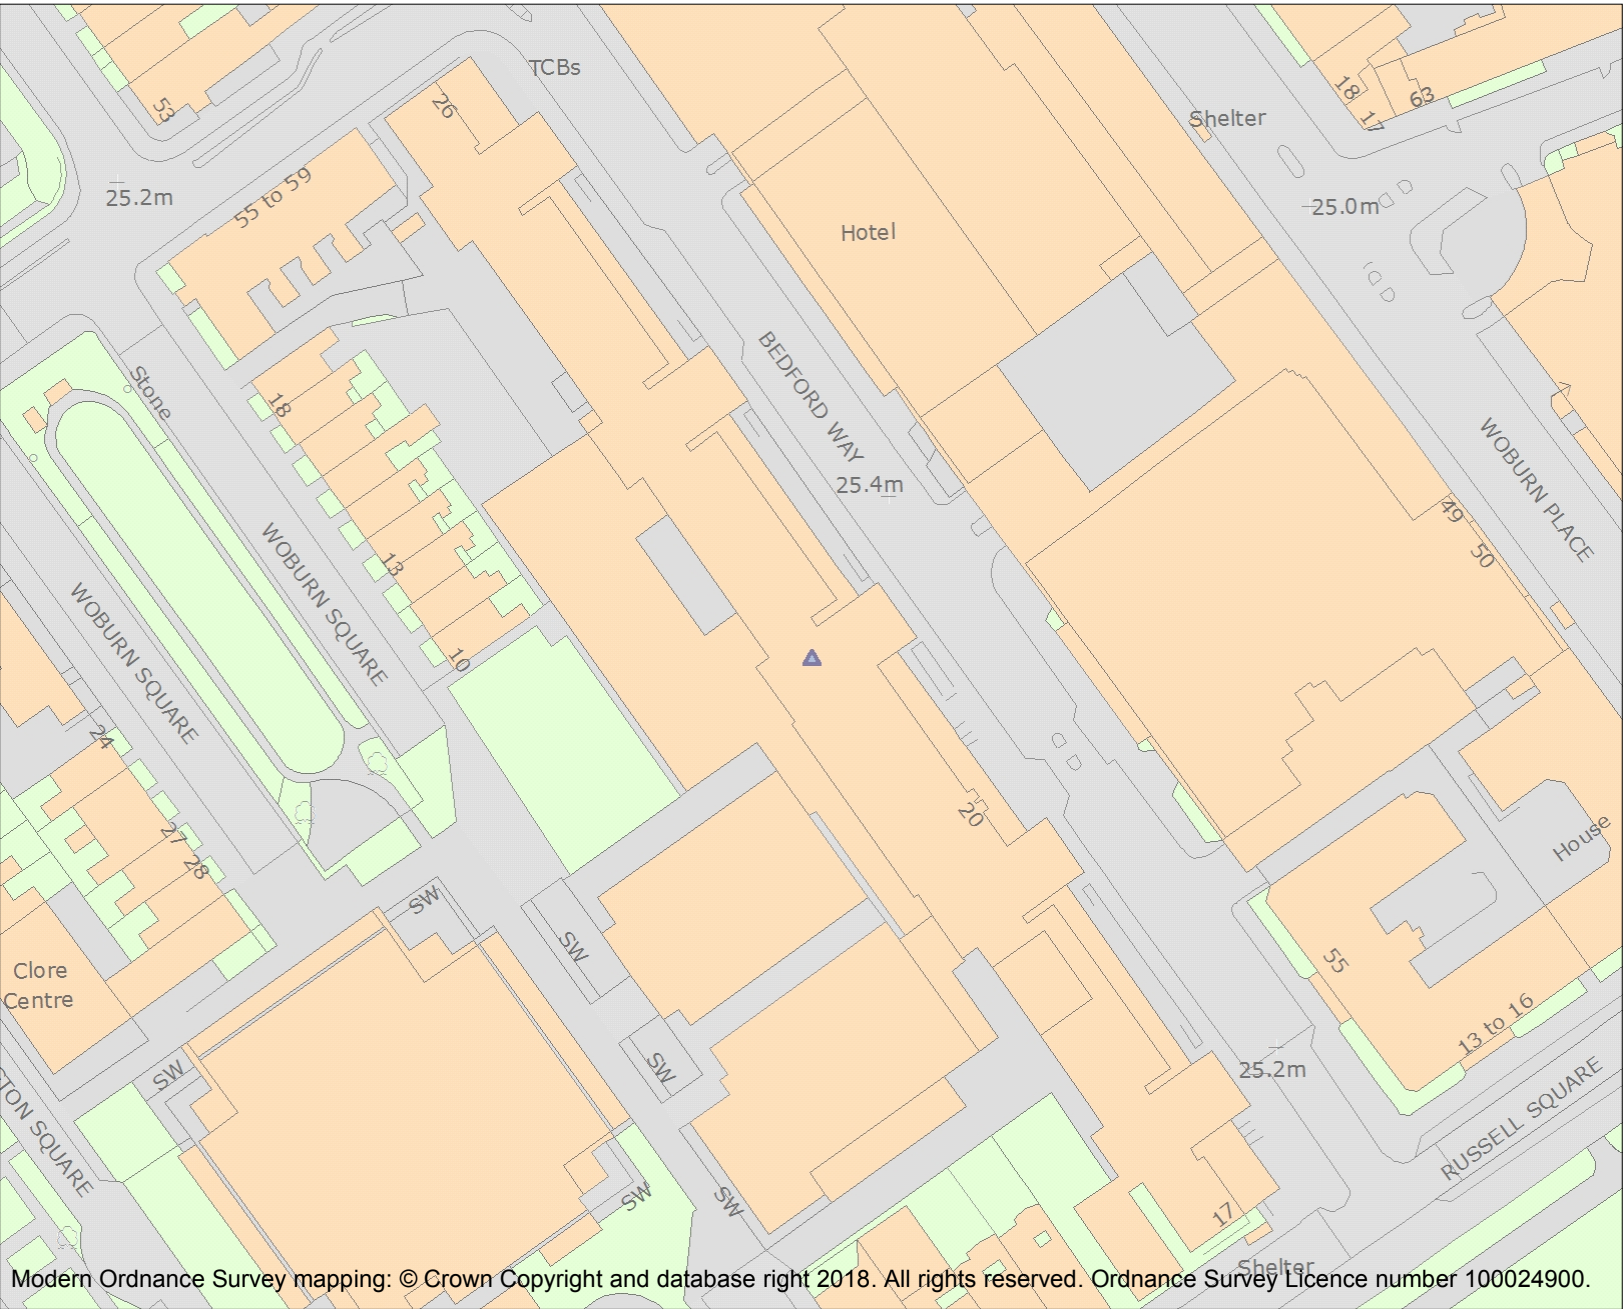 TCBs
53
26
18
17
63
Shelter
25.2m
55 to 59
25.0m
Hotel
Stone
18
BEDFORD WAY
25.4m
WOBURN PLACE
49
50
WOBURN SQUARE
13
WOBURN SQUARE
10
24
20
27
28
House
SW
SW
55
Clore
Centre
13 to 16
SW
SW
25.2m
TON SQUARE
RUSSELL SQUARE
SW
SW
17
Shelter
Modern Ordnance Survey mapping: © Crown Copyright and database right 2018. All rights reserved. Ordnance Survey Licence number 100024900.